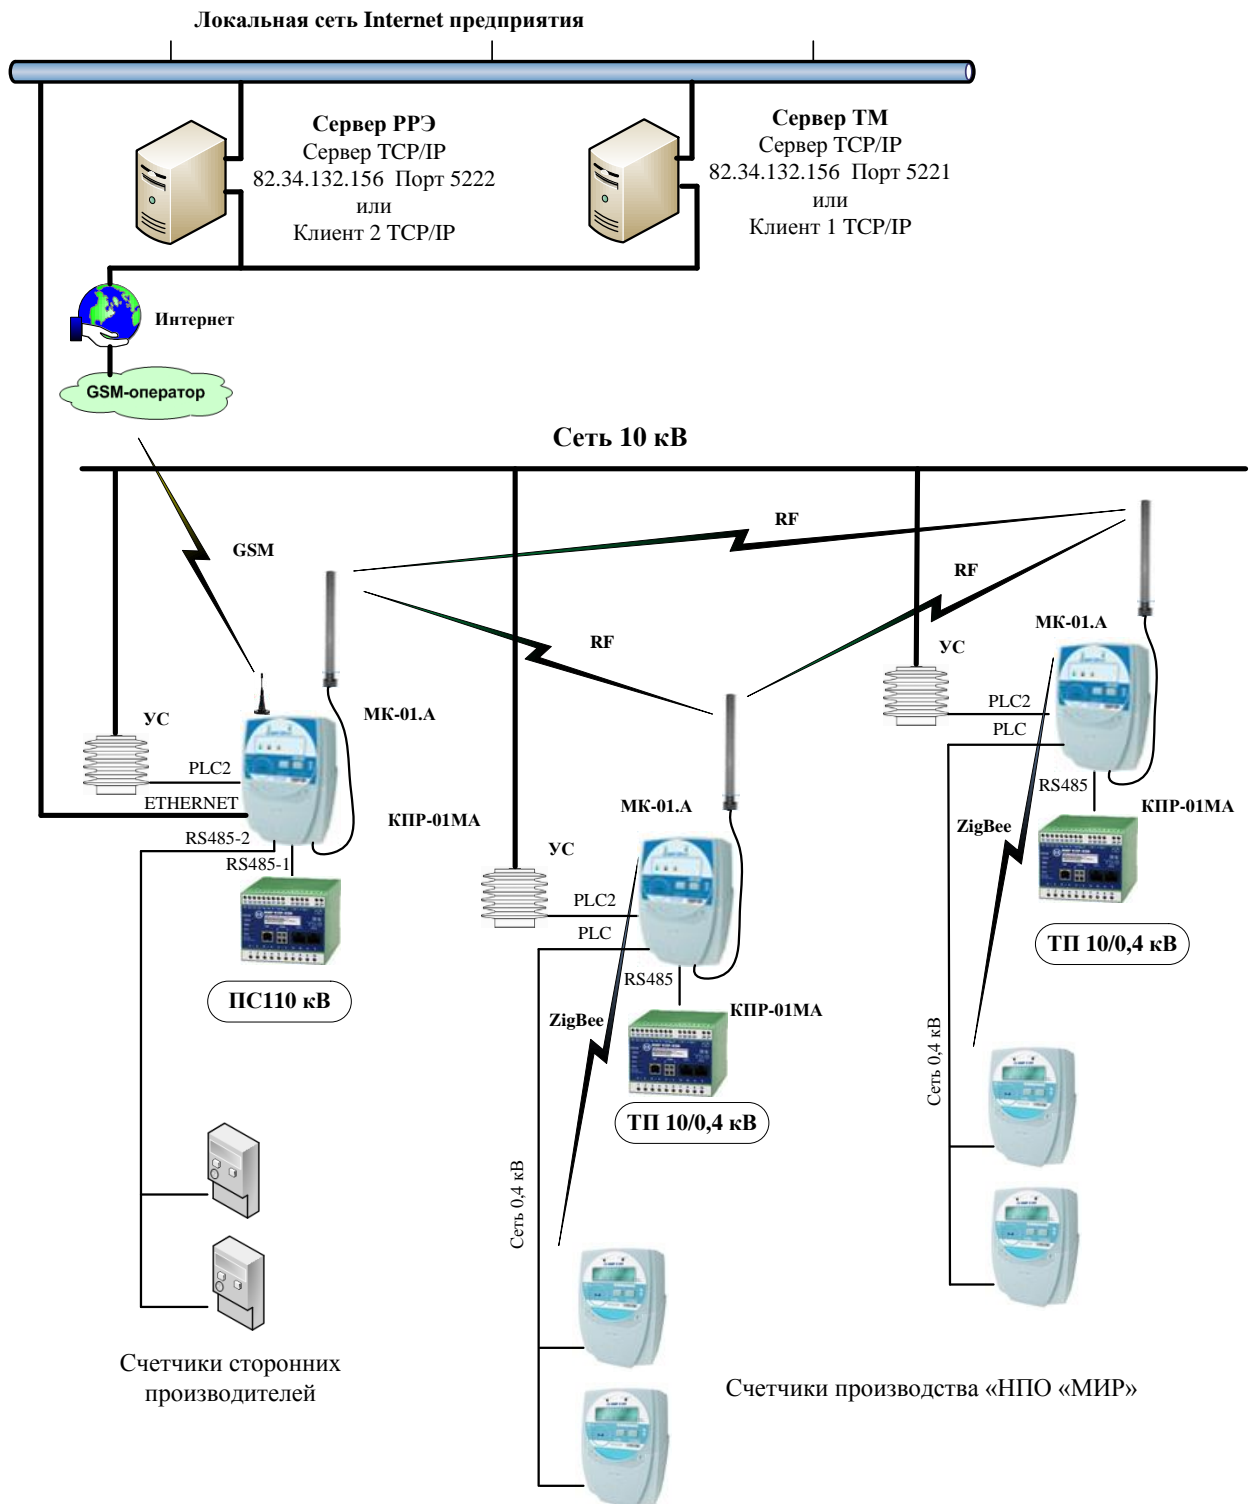 Локальная сеть Internet предприятия
Сервер РРЭ
Сервер TCP/IP
82.34.132.156 Порт 5222
или
Клиент 2 TCP/IP
Сервер ТМ
Сервер TCP/IP
82.34.132.156 Порт 5221
или
Клиент 1 TCP/IP
Интернет
GSM-оператор
Сеть 10 кВ
GSM
RF
RF
RF
УС
МК-01.А
PLC2
ETHERNET
RS485-2
RS485-1
КПР-01МА
ПС110 кВ
Счетчики сторонних
производителей
УС
МК-01.А
PLC2
PLC
RS485
ZigBee
КПР-01МА
ТП 10/0,4 кВ
Сеть 0,4 кВ
УС
МК-01.А
PLC2
PLC
RS485
ZigBee
КПР-01МА
ТП 10/0,4 кВ
Сеть 0,4 кВ
Счетчики производства «НПО «МИР»